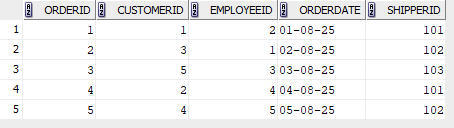 ORDERID CUSTOMERID EMPLOYEEID ORDERDATE SHIPPERID
1 1 1 2 01-08-25 101
2 2 3 1 02-08-25 102
3 3 5 3 03-08-25 103
4 4 2 4 04-08-25 101
5 5 4 5 05-08-25 102